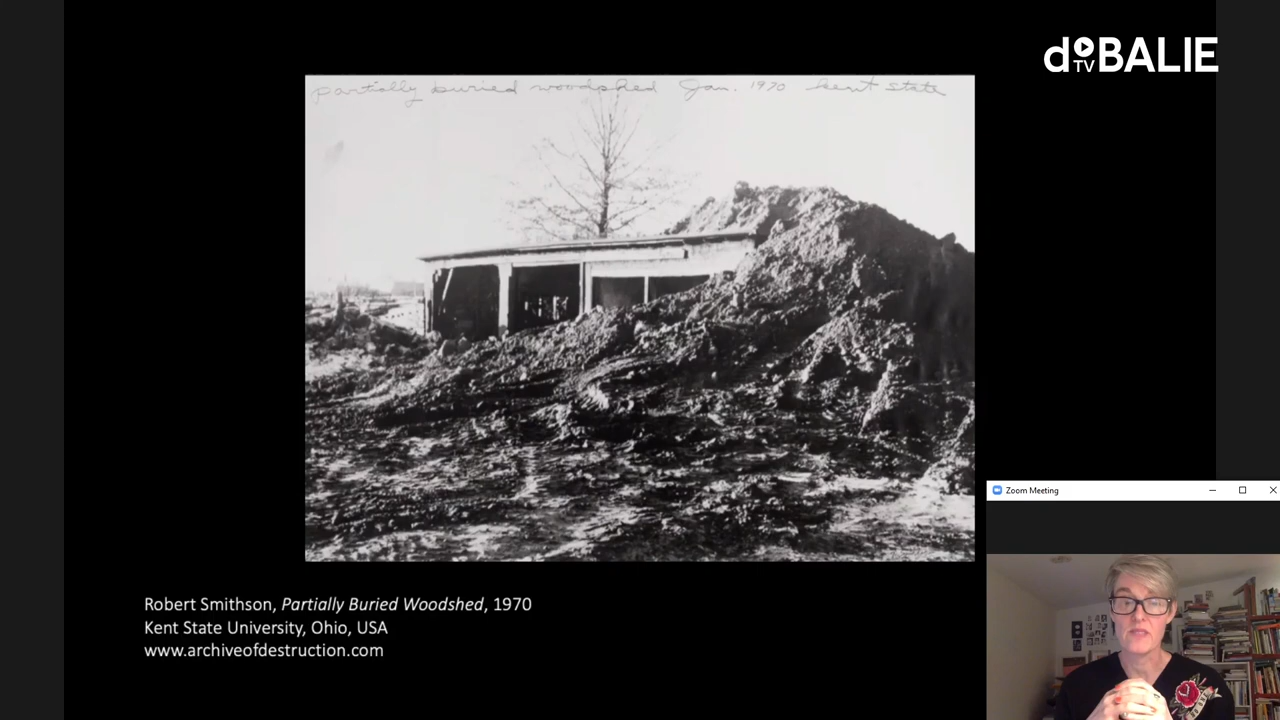 doBALIE
TV
partially buried woodshed Jan. 1970 kent state
Zoom Meeting
Robert Smithson, Partially Buried Woodshed, 1970
Kent State University, Ohio, USA
www.archiveofdestruction.com